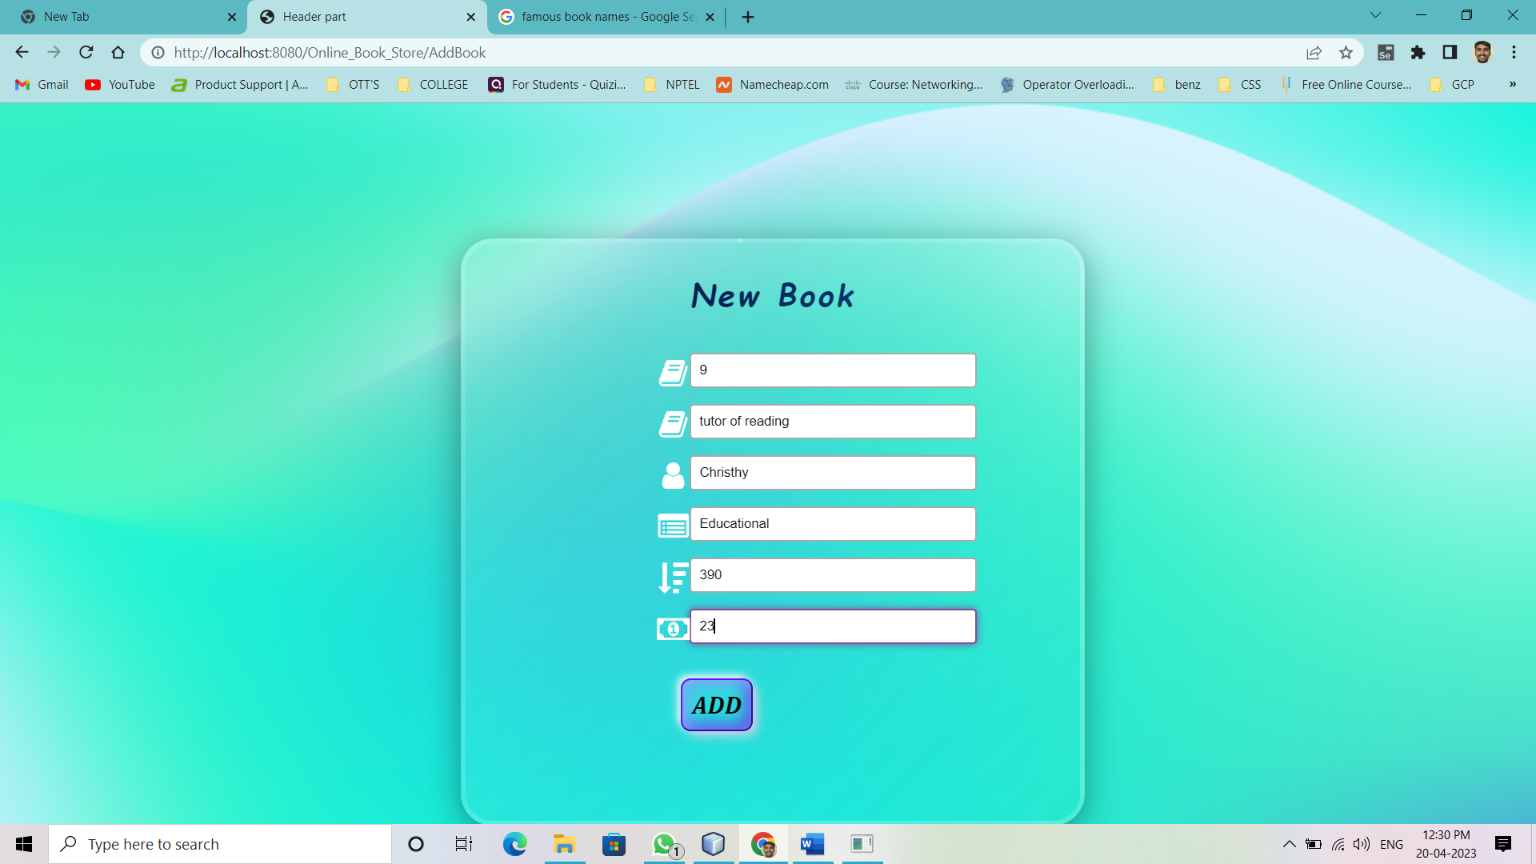 New Tab
Header part
famous book names - Google Se
http://localhost:8080/Online_Book_Store/AddBook
Se
Gmail
YouTube
Product Support | A...
OTT'S
COLLEGE
For Students - Quizi...
NPTEL
Namecheap.com
Course: Networking...
Operator Overloadi...
benz
CSS
Free Online Course...
GCP
»
New Book
9
tutor of reading
Christhy
Educational
390
1
23
ADD
Type here to search
1
ENG
12:30 PM
20-04-2023